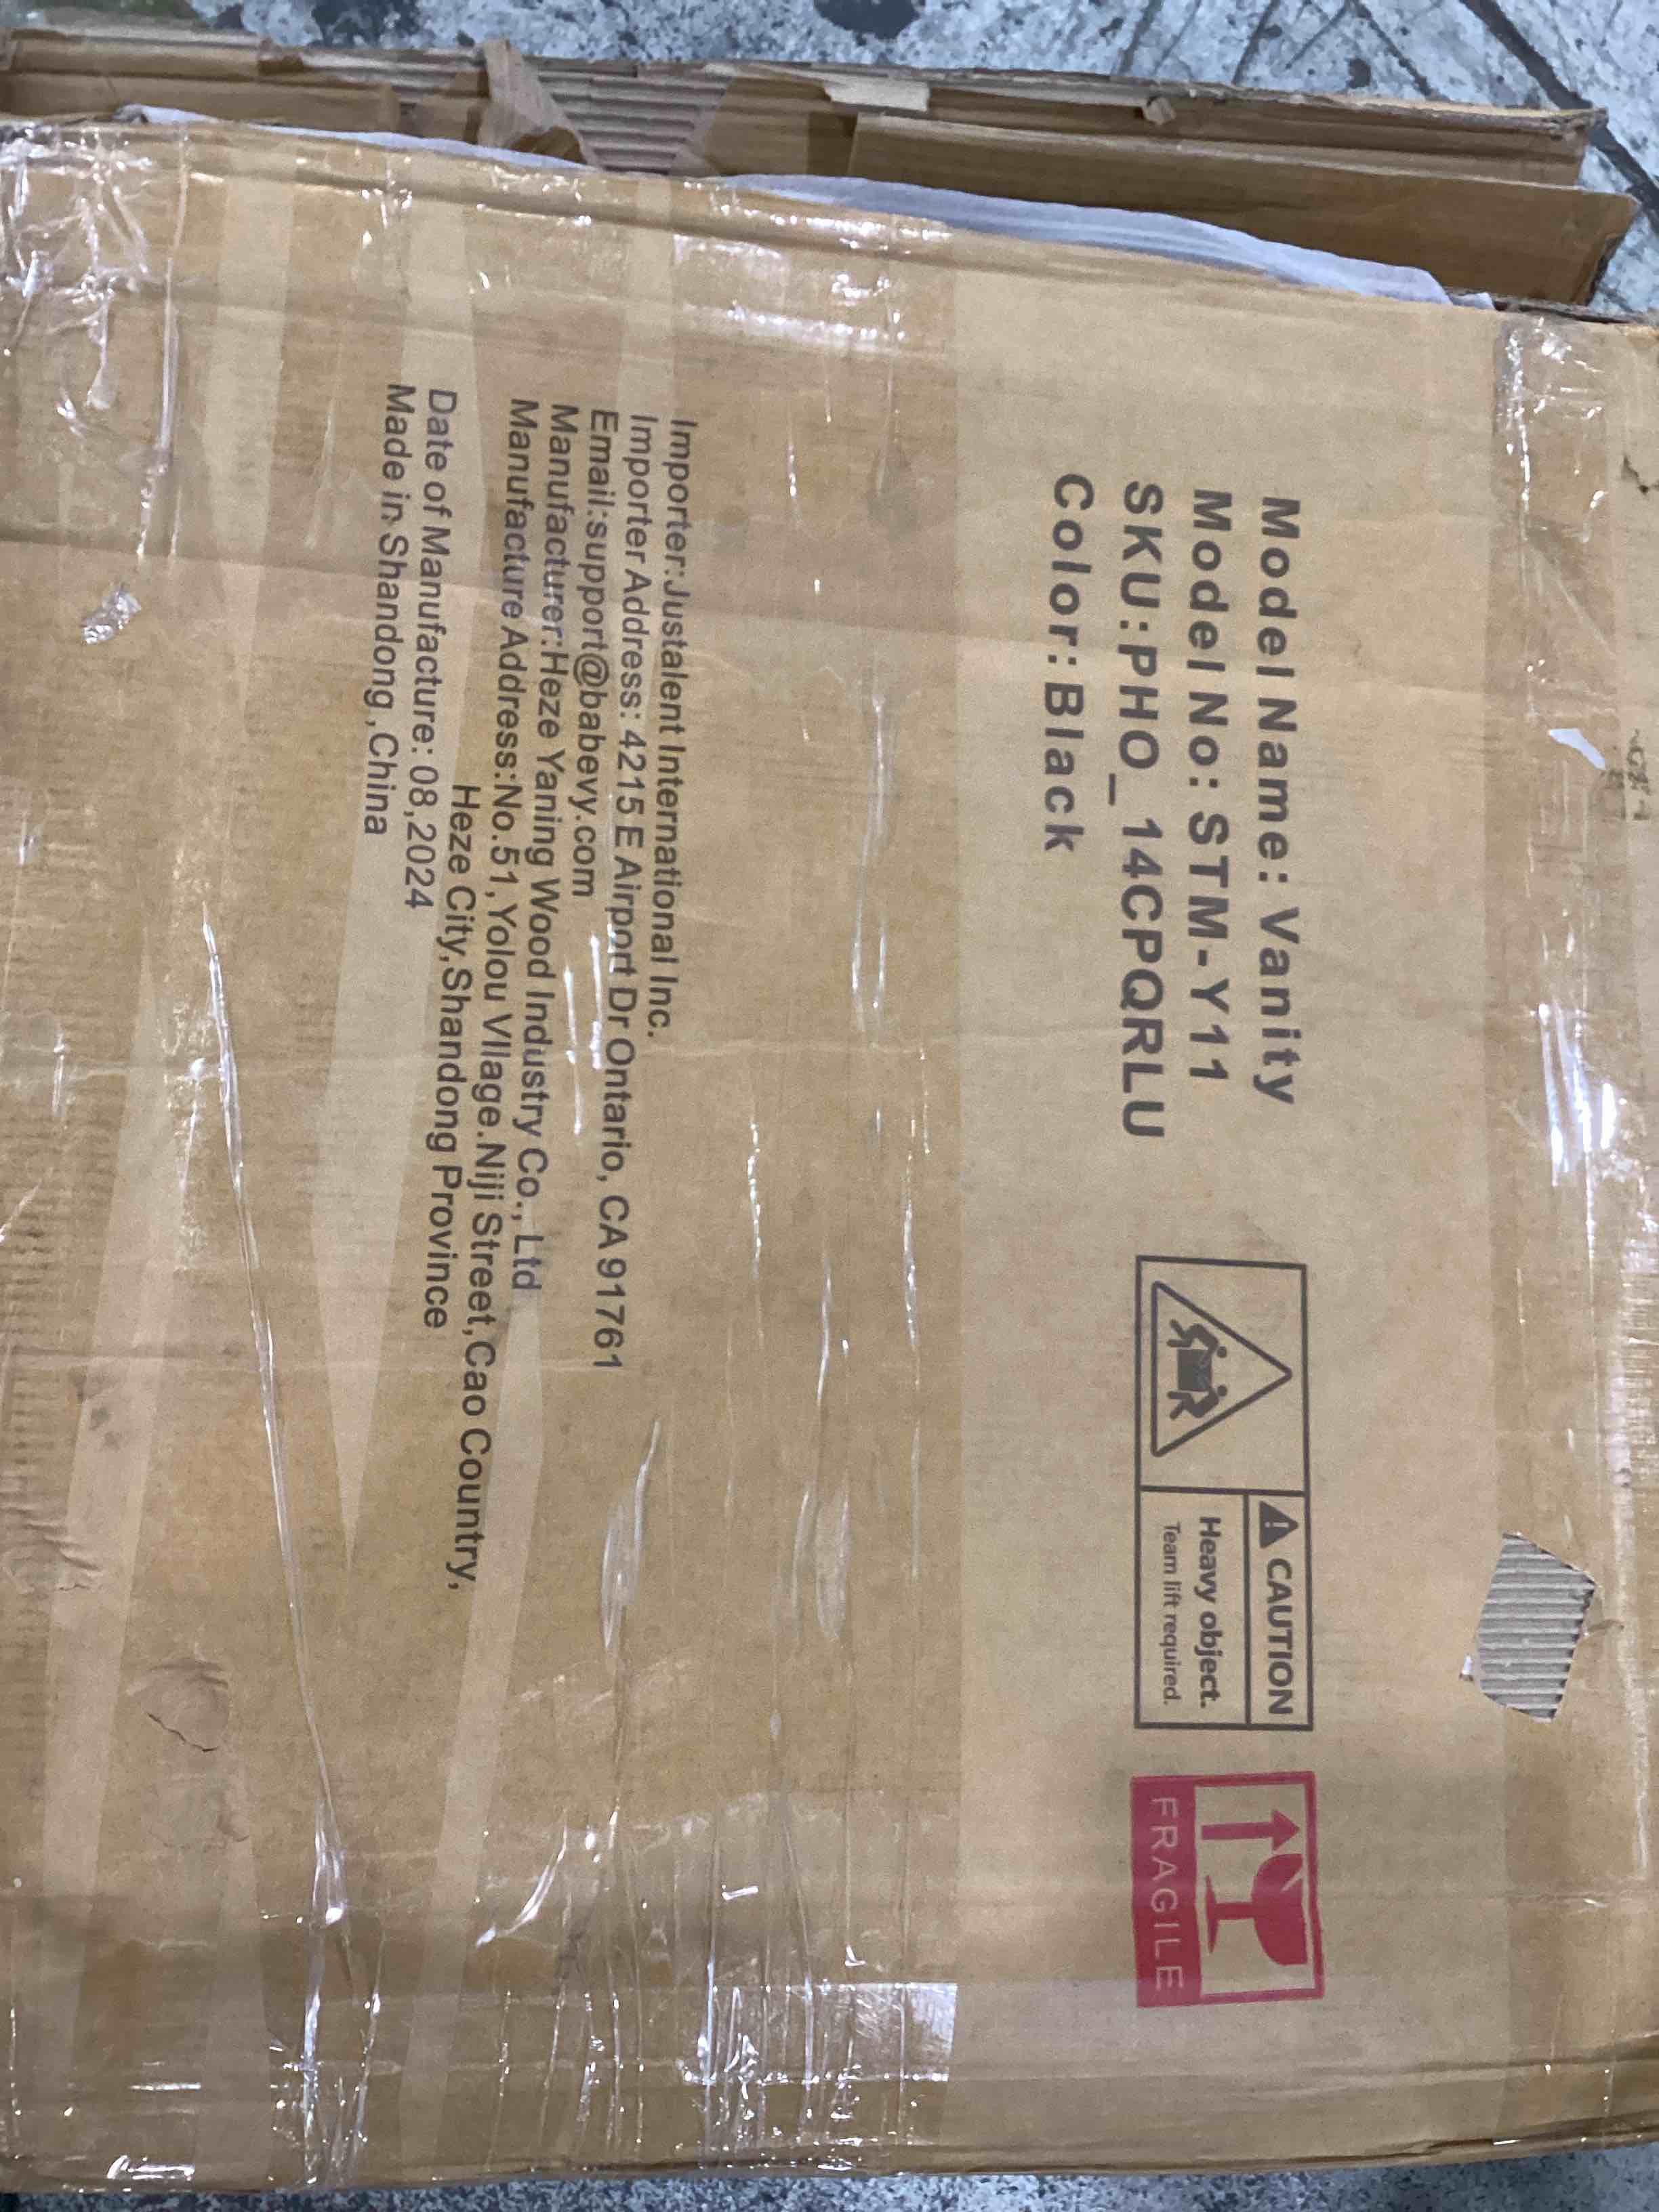 Model Name: Vanity
Model No: STM-Y11
SKU:PHO_14CPQRLU
Color:Black
CAUTION
Heavy object.
Team lift required.
FRAGILE
Importer:Justalent International Inc.
Importer Address: 4215 E Airport Dr Ontario, CA 91761
Email:support@babevy.com
Manufacturer:Heze Yaning Wood Industry Co., Ltd
Manufacture Address:No.51,Yolou VIlage.Niji Street,Cao Country,
Heze City,Shandong Province
Date of Manufacture: 08,2024
Made in Shandong ,China